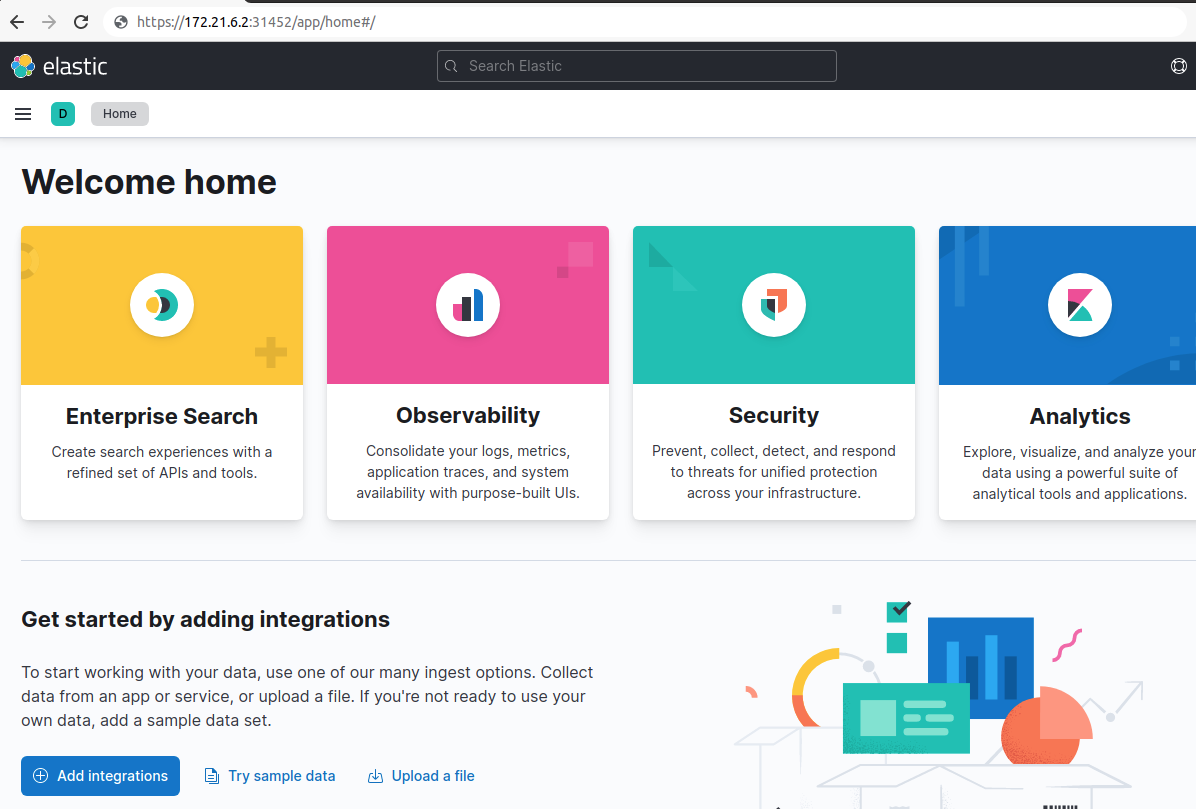 https://172.21.6.2:31452/app/home#/
elastic
Search Elastic
D
Home
Welcome home
Enterprise Search
Create search experiences with a
refined set of APIs and tools.
Observability
Consolidate your logs, metrics,
application traces, and system
availability with purpose-built UIs.
Security
Prevent, collect, detect, and respond
to threats for unified protection
across your infrastructure.
Analytics
Explore, visualize, and analyze your
data using a powerful suite of
analytical tools and applications.
Get started by adding integrations
To start working with your data, use one of our many ingest options. Collect
data from an app or service, or upload a file. If you're not ready to use your
own data, add a sample data set.
Add integrations
Try sample data
Upload a file